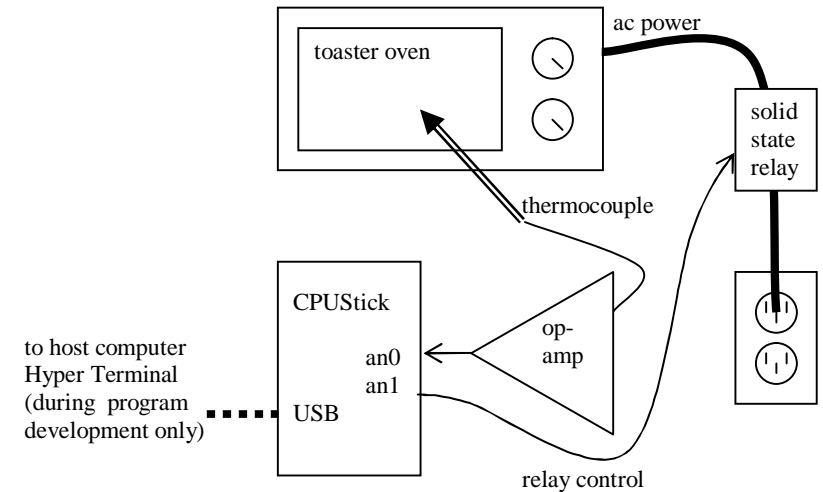 ac power
toaster oven
solid
state
relay
thermocouple
CPUStick
op-
amp
an0
an1
to host computer
Hyper Terminal
(during program
development only)
USB
relay control